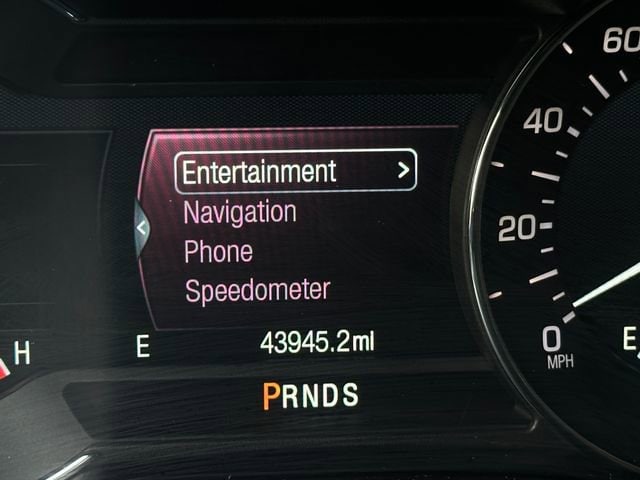 60
40
20
0
MPH
Entertainment >
Navigation
Phone
Speedometer
<
H
E
43945.2mi
PRNDS
E